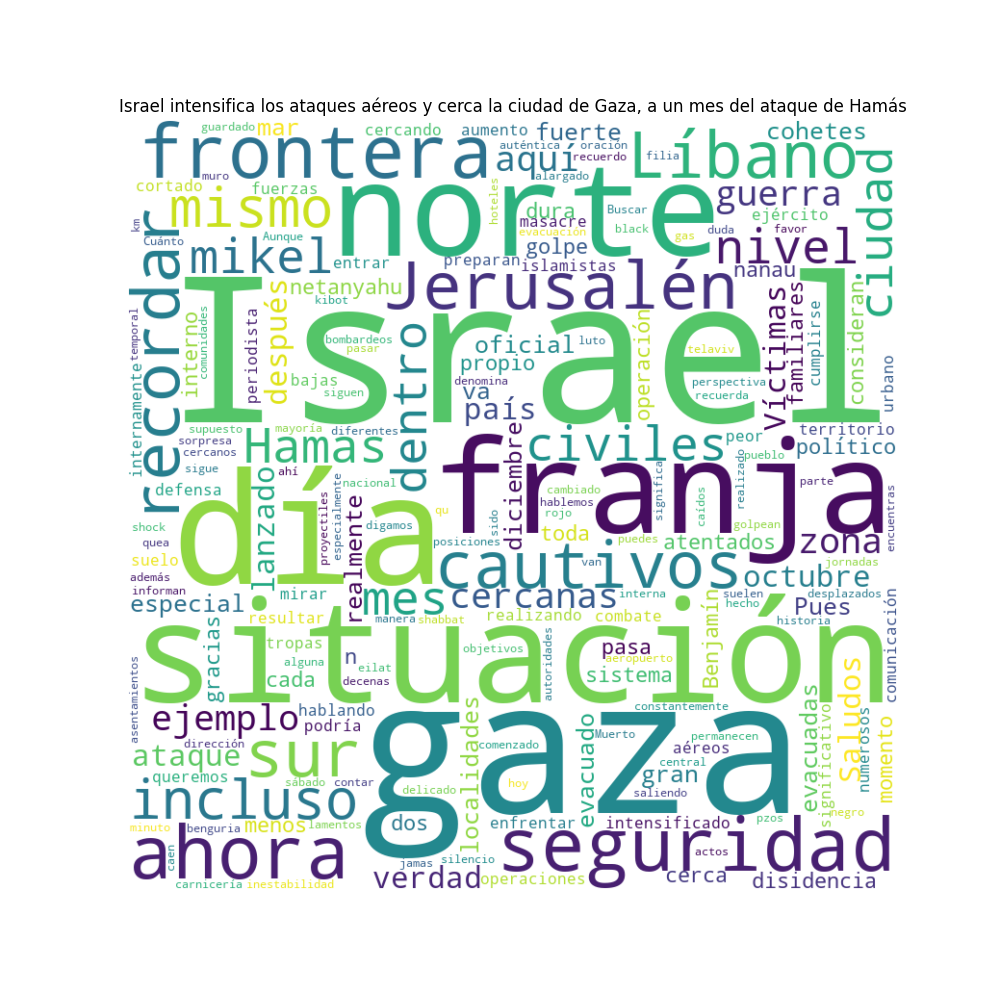 Israel intensifica los ataques aéreos y cerca la ciudad de Gaza, a un mes del ataque de Hamás
guardado
mar
cercando
aumento
fuerte
cohetes
frontera
auténtica
oración
aquí
recuerdo
filia
Líbano
muro
alargado
cortado
fuerzas
mismo
norte
hoteles
dura
Buscar
guerra
ciudad
masacre
ejército
km
evacuación
black
gas
duda
favor
Cuánto
Aunque
golpe
nivel
recordar
mikel
entrar
preparan
islamistas
nanau
Jerusalén
netanyahu
kibot
Israel
temporal
comunidades
interno
periodista
después
bombardeos
pasar
dentro
oficial
luto
operación
telaviv
Víctimas
familiares
cumplirse
consideran
propio
denomina
perspectiva
recuerda
urbano
bajas
siguen
va
país
internamente
supuesto
mayoría
diferentes
sorpresa
cercanos
Hamas
diciembre
civiles
peor
territorio
político
pueblo
sigue
ahí
franja
defensa
lanzado
día
nacional
proyectiles
especialmente
realmente
qu
cambiado
hablemos
rojo
significa
caídos
realizado
parte
encuentras
shock
digamos
sido
toda
puedes
golpean
atentados
zona
quea
posiciones
suelo
van
jornadas
además
informan
mirar
cautivos
octubre
mes
cercanas
interna
suelen
desplazados
hecho
especial
resultar
manera
shabbat
realizando
combate
Benjamin
Pues
historia
situación
comunicación
gracias
tropas
alguna
n
eilat
objetivos
autoridades
pasa
aeropuerto
cada
decenas
sistema
asentamientos
ejemplo
hablando
podría
constantemente
Saludos
numerosos
momento
dirección
ataque
sur
gaza
localidades
comenzado
evacuado
Muerto
aéreos
permanecen
central
evacuadas
significativo
queremos
sábado
contar
delicado
hoy
gran
saliendo
incluso
minuto
benguria
menos
lamentos
dos
enfrentar
intensificado
pzos
negro
ahora
caen
jamas
silencio
seguridad
actos
carnicería
inestabilidad
verdad
operaciones
cerca
disidencia